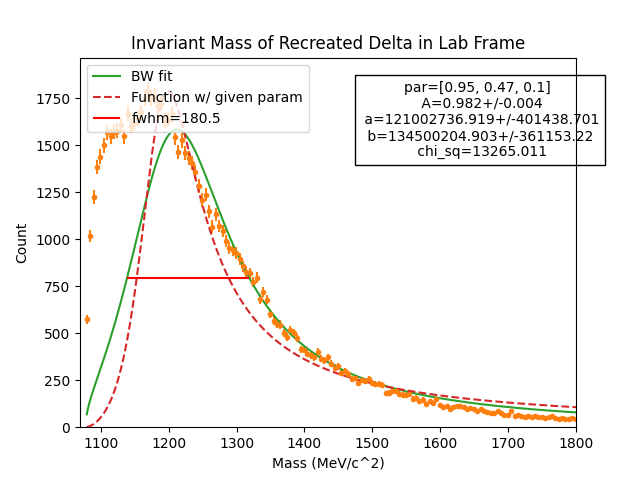 Invariant Mass of Recreated Delta in Lab Frame
BW fit
Function w/ given param
fwhm=180.5
par=[0.95, 0.47, 0.1]
A=0.982+/-0.004
a=121002736.919+/-401438.701
b=134500204.903+/-361153.22
chi_sq=13265.011
Count
1750
1500
1250
1000
750
500
250
0
1100 1200 1300 1400 1500 1600 1700 1800
Mass (MeV/c^2)